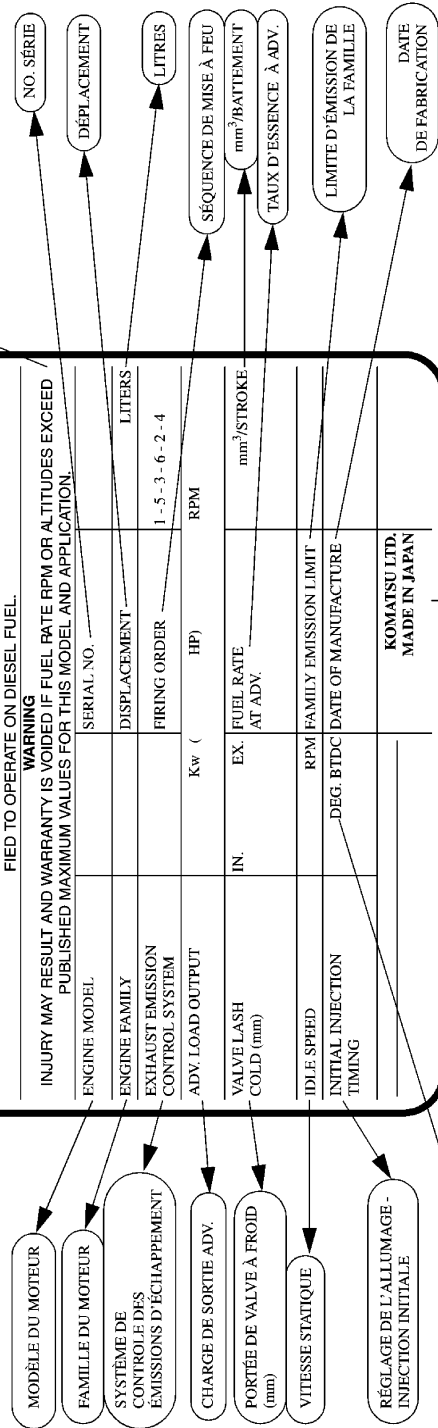 FIED TO OPERATE ON DIESEL FUEL.
WARNING
INJURY MAY RESULT AND WARRANTY IS VOIDED IF FUEL RATE RPM OR ALTITUDES EXCEED
PUBLISHED MAXIMUM VALUES FOR THIS MODEL AND APPLICATION.
ENGINE MODEL SERIAL NO.
ENGINE FAMILY DISPLACEMENT LITERS
EXHAUST EMISSION
CONTROL SYSTEM FIRING ORDER 1 - 5 - 3 - 6 - 2 - 4
ADV. LOAD OUTPUT Kw ( HP) RPM
VALVE LASH
COLD (mm) IN. EX. FUEL RATE
AT ADV. mm³/STROKE
IDLE SPEED RPM FAMILY EMISSION LIMIT
INITIAL INJECTION
TIMING DEG. BTDC DATE OF MANUFACTURE
KOMATSU LTD.
MADE IN JAPAN
MODÈLE DU MOTEUR
FAMILLE DU MOTEUR
SYSTÈME DE
CONTROLE DES
ÉMISSIONS D'ÉCHAPPEMENT
CHARGE DE SORTIE ADV.
PORTÉE DE VALVE À FROID
(mm)
VITESSE STATIQUE
RÉGLAGE DE L'ALLUMAGE -
INJECTION INITIALE
NO. SÉRIE
DÉPLACEMENT
LITRES
SÉQUENCE DE MISE À FEU
mm³/BATTEMENT
TAUX D'ESSENCE À ADV.
LIMITE D'ÉMISSION DE
LA FAMILLE
DATE
DE FABRICATION